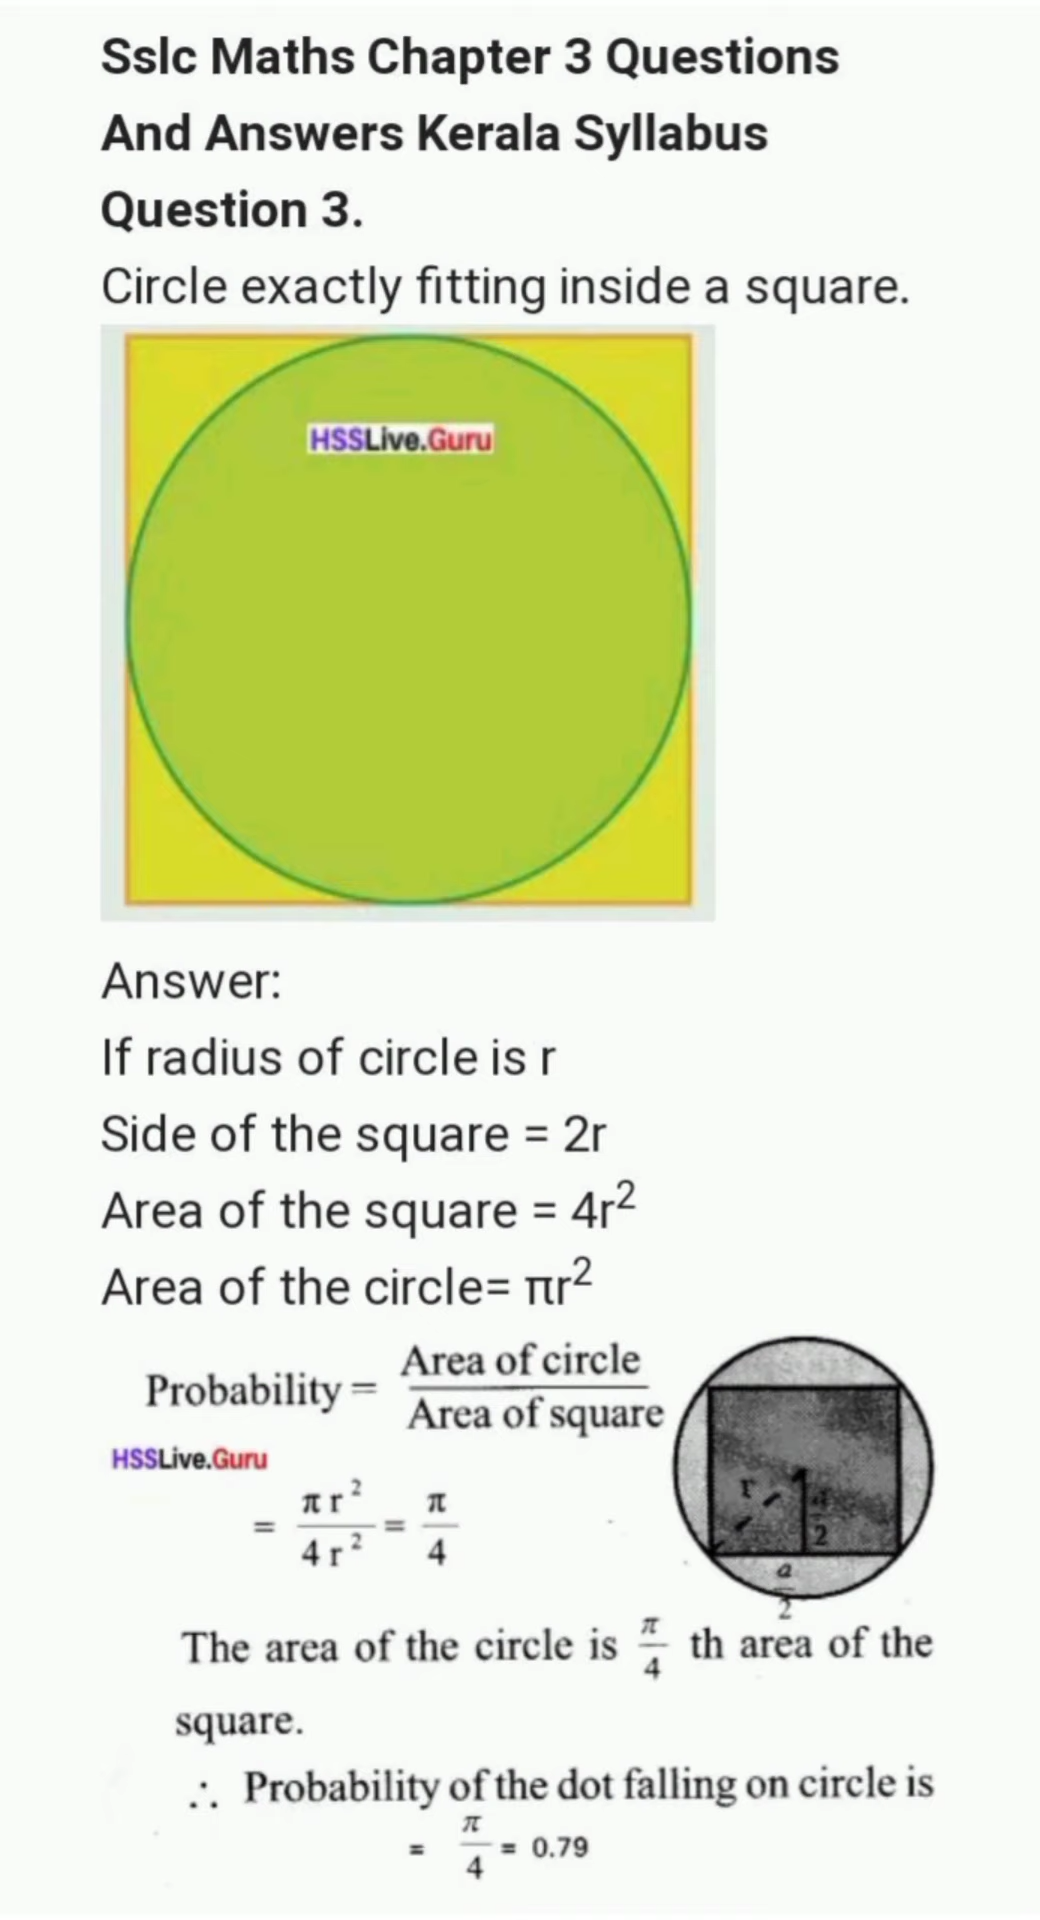 Sslc Maths Chapter 3 Questions
And Answers Kerala Syllabus
Question 3.
Circle exactly fitting inside a square.
HSSLive.Guru
Answer:
If radius of circle is r
Side of the square = 2r
Area of the square = 4r²
Area of the circle= πr²
Probability = Area of circle / Area of square
HSSLive.Guru
= πr² / 4r² = π/4
r
a/2
a/2
The area of the circle is π/4 th area of the
square.
∴ Probability of the dot falling on circle is
= π/4 = 0.79